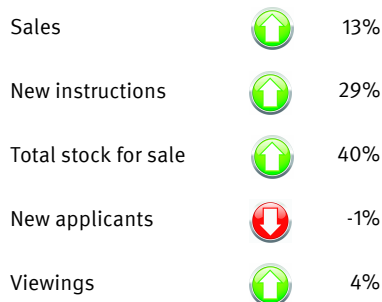 Sales 13%
New instructions 29%
Total stock for sale 40%
New applicants -1%
Viewings 4%